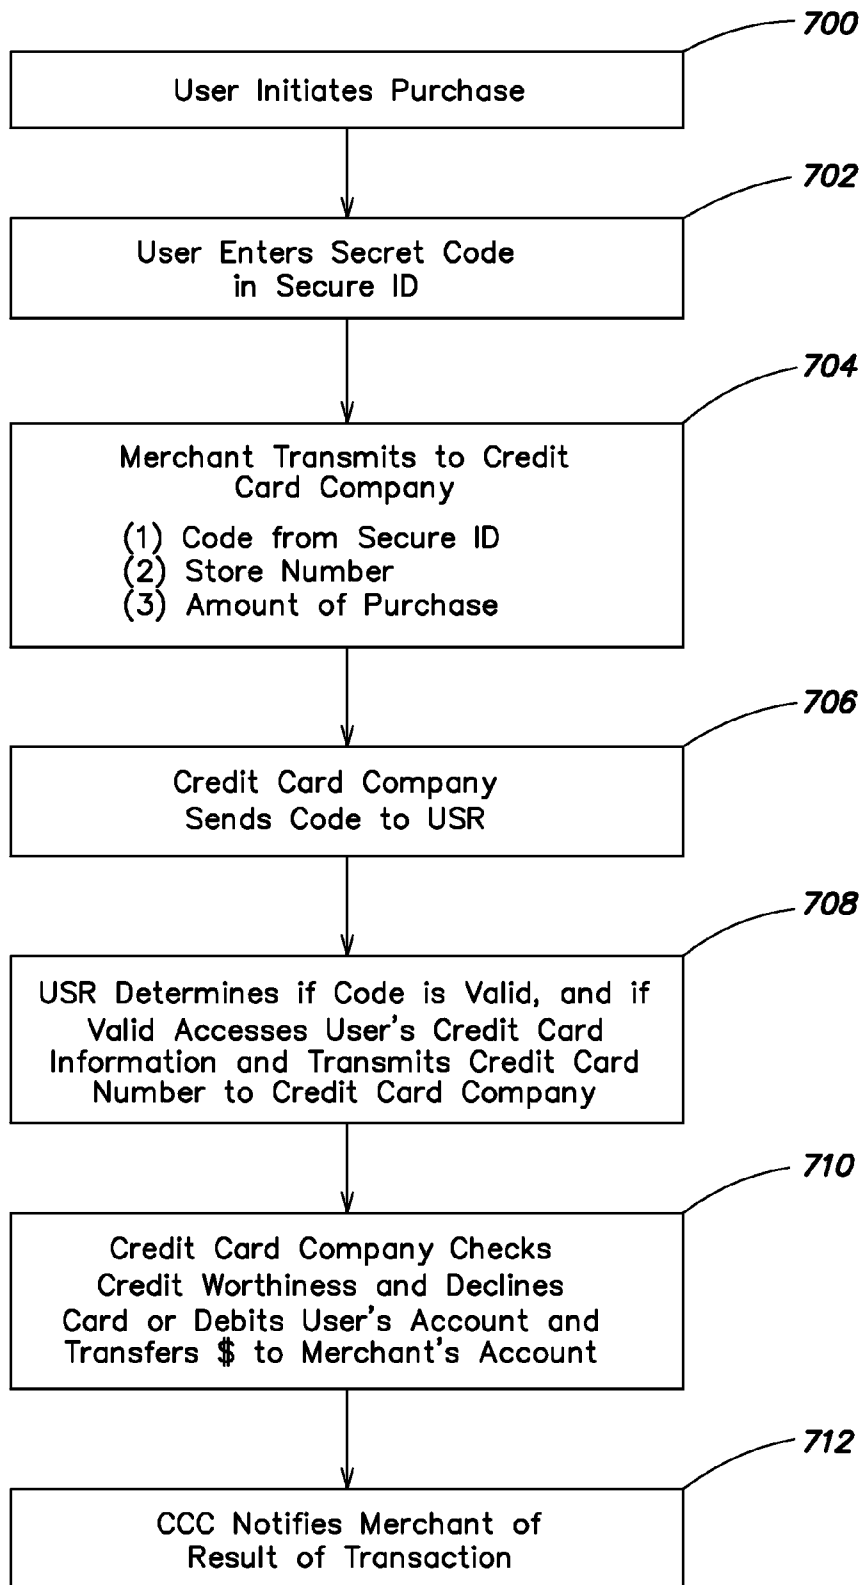 700
User Initiates Purchase
702
User Enters Secret Code
in Secure ID
704
Merchant Transmits to Credit
Card Company
(1) Code from Secure ID
(2) Store Number
(3) Amount of Purchase
706
Credit Card Company
Sends Code to USR
708
USR Determines if Code is Valid, and if
Valid Accesses User's Credit Card
Information and Transmits Credit Card
Number to Credit Card Company
710
Credit Card Company Checks
Credit Worthiness and Declines
Card or Debits User's Account and
Transfers $ to Merchant's Account
712
CCC Notifies Merchant of
Result of Transaction